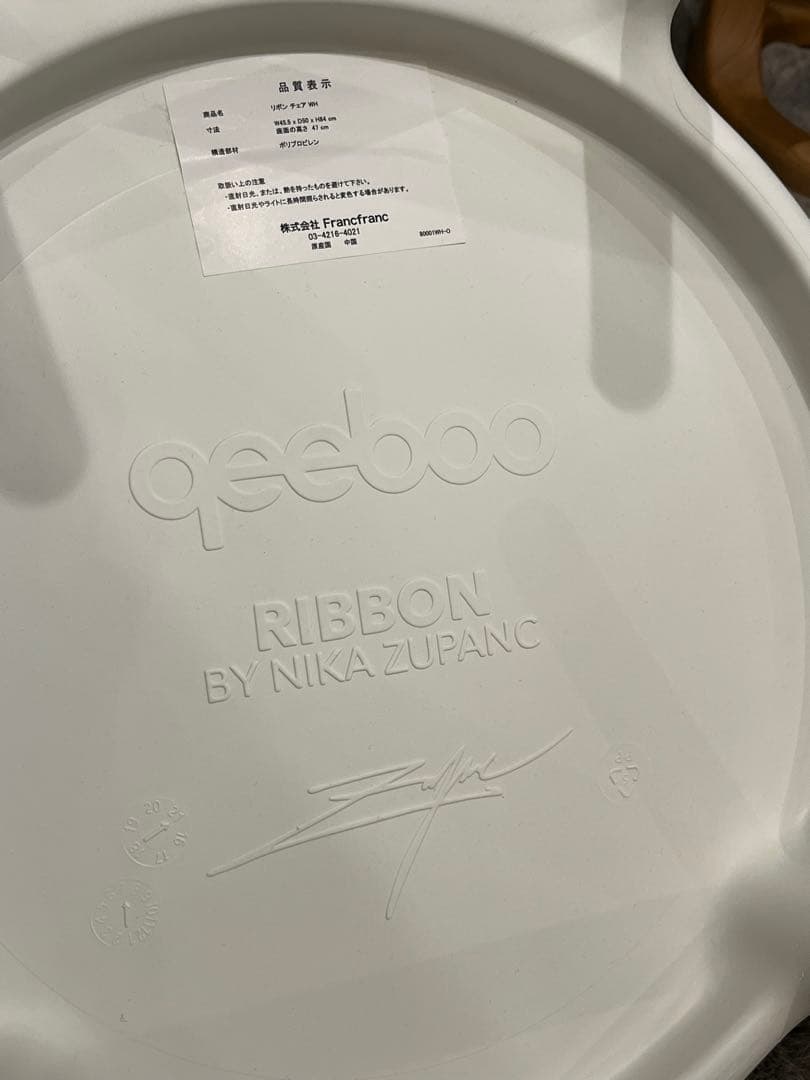 品質表示
商品名 リボン チェア WH
寸法 W45.5 x D50 x H84 cm
座面の高さ 47 cm
構造部材 ポリプロピレン
取扱い上の注意
・直射日光、または、熱を持ったものを避けて下さい。
・直射日光やライトに長時間照らされると変色する場合があります。
株式会社 Francfranc
03-4216-4021
原産国 中国
80001WH-O
qeeboo
RIBBON
BY NIKA ZUPANC
19 20
16
17